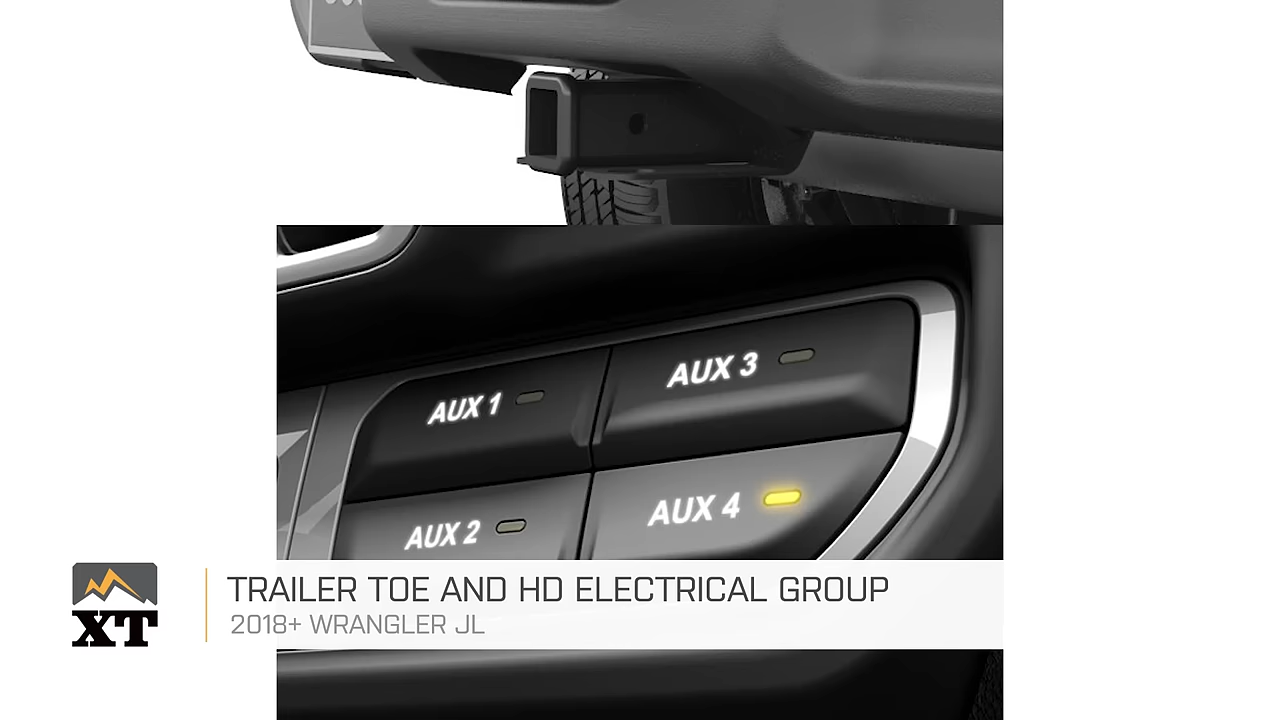 AUX 3
AUX 1
AUX 4
AUX 2
XT
TRAILER TOE AND HD ELECTRICAL GROUP
2018+ WRANGLER JL